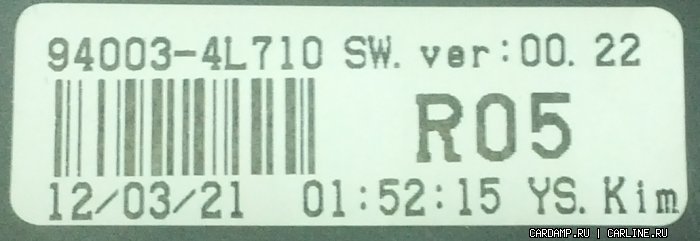 94003-4L710 SW. ver:00. 22
R05
12/03/21 01:52:15 YS. Kim
CARDAMP.RU | CARLINE.RU